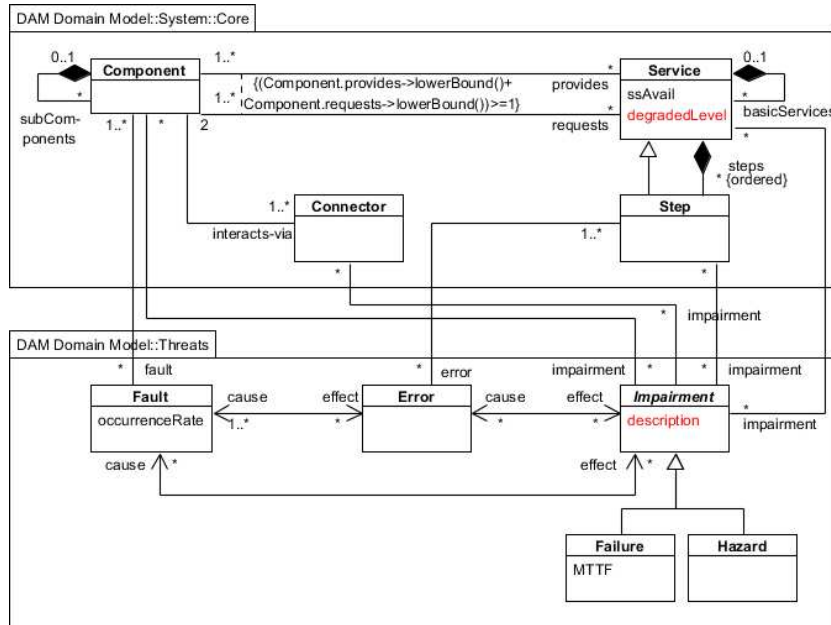 DAM Domain Model::System::Core
0..1
1..*
*
0..1
Component
Service
{(Component.provides->lowerBound()+
provides
ssAvail
*
1..*
Component.requests->lowerBound())>=1}
*
degradedLevel
*
basicServices
subCom-
ponents
1..*
*
2
requests
*
steps
* {ordered}
1..*
Connector
Step
interacts-via
1..*
*
*
*
impairment
DAM Domain Model::Threats
*
fault
*
error
impairment
*
*
impairment
Fault
cause
effect
Error
cause
effect
Impairment
*
occurrenceRate
1..*
*
*
*
description
impairment
cause
*
effect
*
Failure
Hazard
MTTF